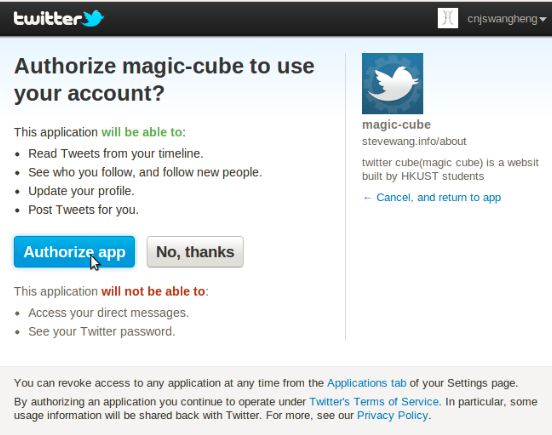 twitter
cnjswangheng
Authorize magic-cube to use
your account?
This application will be able to:
• Read Tweets from your timeline.
• See who you follow, and follow new people.
• Update your profile.
• Post Tweets for you.
Authorize app
No, thanks
This application will not be able to:
• Access your direct messages.
• See your Twitter password.
magic-cube
stevewang.info/about
twitter cube(magic cube) is a websit
built by HKUST students
← Cancel, and return to app
You can revoke access to any application at any time from the Applications tab of your Settings page.
By authorizing an application you continue to operate under Twitter's Terms of Service. In particular, some
usage information will be shared back with Twitter. For more, see our Privacy Policy.